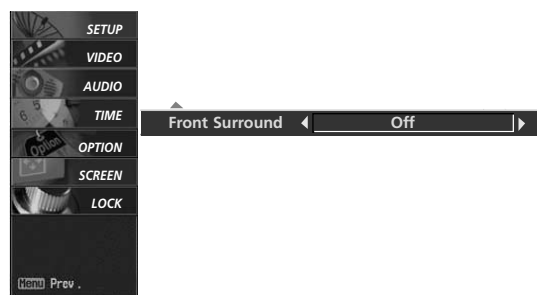 SETUP
VIDEO
AUDIO
TIME
Front Surround Off
OPTION
SCREEN
LOCK
Menu Prev.